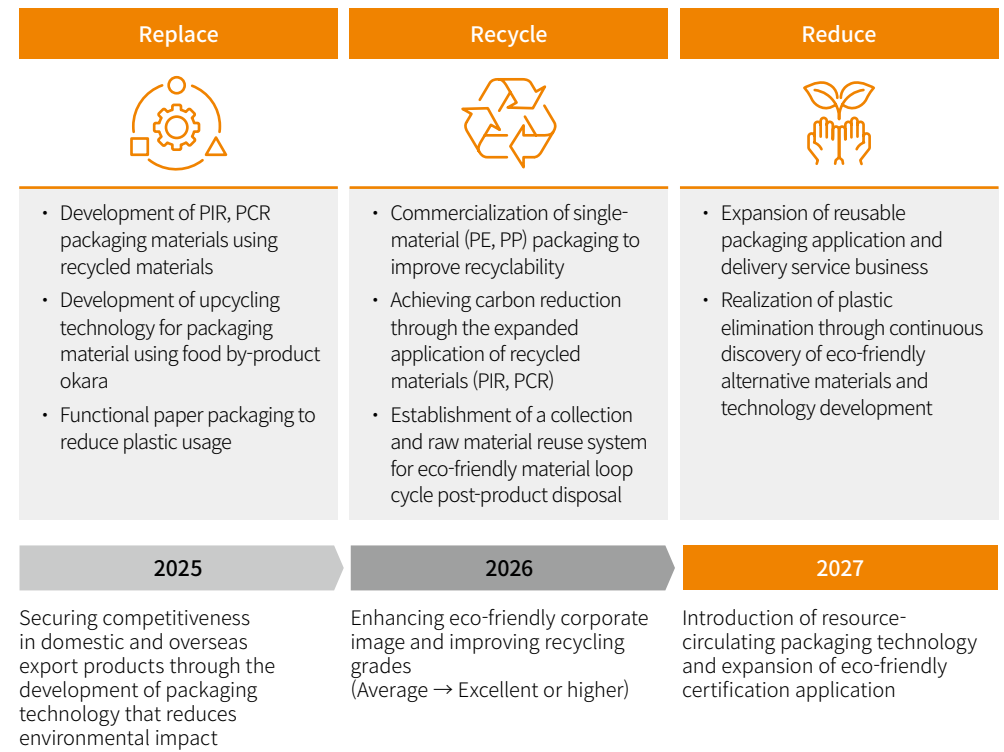 Replace
• Development of PIR, PCR
packaging materials using
recycled materials
• Development of upcycling
technology for packaging
material using food by-product
okara
• Functional paper packaging to
reduce plastic usage
Recycle
• Commercialization of single-
material (PE, PP) packaging to
improve recyclability
• Achieving carbon reduction
through the expanded
application of recycled
materials (PIR, PCR)
• Establishment of a collection
and raw material reuse system
for eco-friendly material loop
cycle post-product disposal
Reduce
• Expansion of reusable
packaging application and
delivery service business
• Realization of plastic
elimination through continuous
discovery of eco-friendly
alternative materials and
technology development
2025
Securing competitiveness
in domestic and overseas
export products through the
development of packaging
technology that reduces
environmental impact
2026
Enhancing eco-friendly corporate
image and improving recycling
grades
(Average → Excellent or higher)
2027
Introduction of resource-
circulating packaging technology
and expansion of eco-friendly
certification application